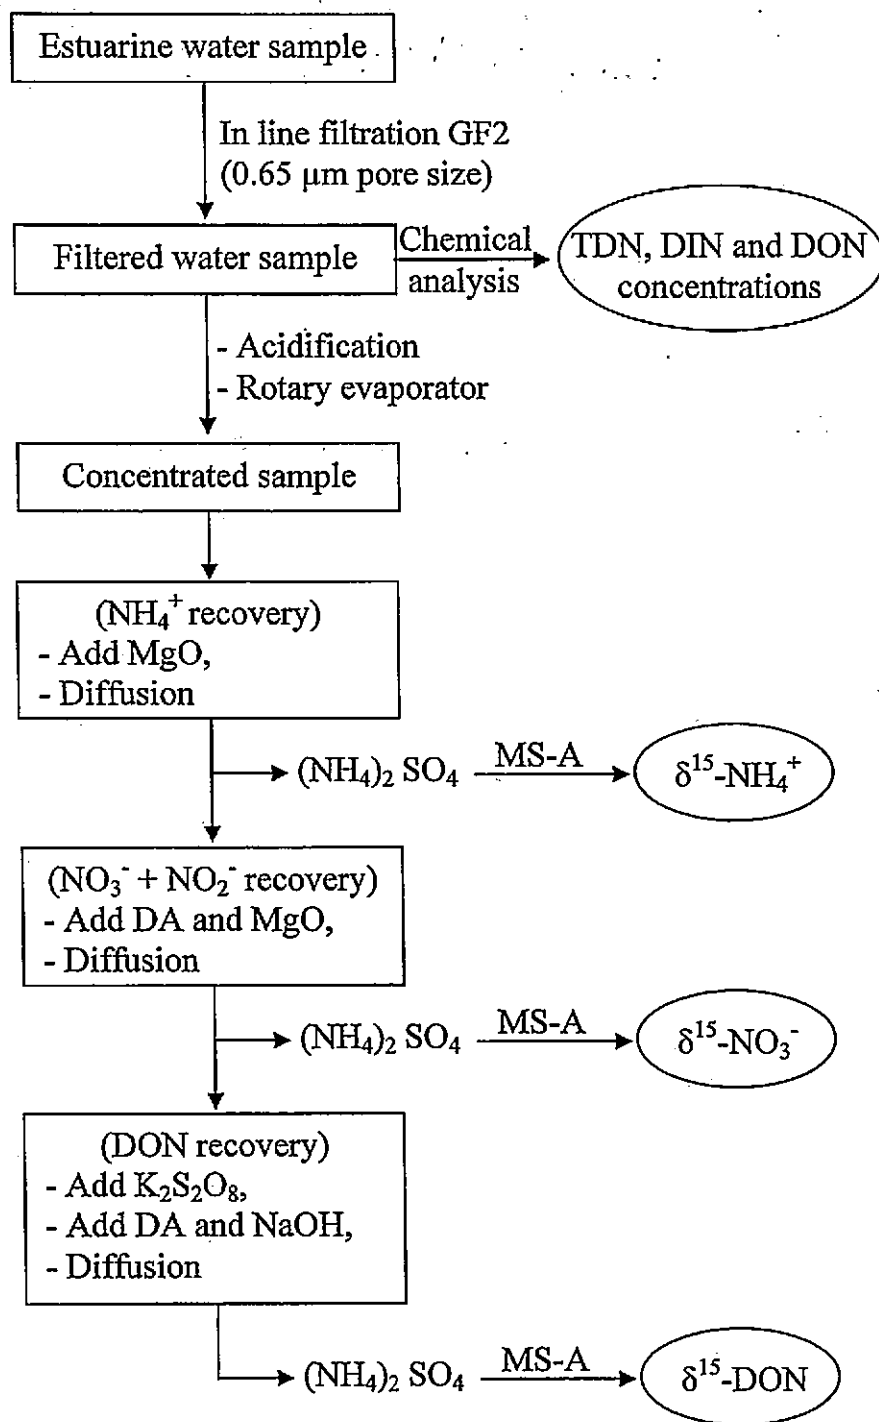 Estuarine water sample
In line filtration GF2
(0.65 μm pore size)
Filtered water sample
Chemical
analysis
TDN, DIN and DON
concentrations
- Acidification
- Rotary evaporator
Concentrated sample
(NH₄⁺ recovery)
- Add MgO,
- Diffusion
(NH₄)₂ SO₄
MS-A
δ¹⁵-NH₄⁺
(NO₃⁻ + NO₂⁻ recovery)
- Add DA and MgO,
- Diffusion
(NH₄)₂ SO₄
MS-A
δ¹⁵-NO₃⁻
(DON recovery)
- Add K₂S₂O₈,
- Add DA and NaOH,
- Diffusion
(NH₄)₂ SO₄
MS-A
δ¹⁵-DON